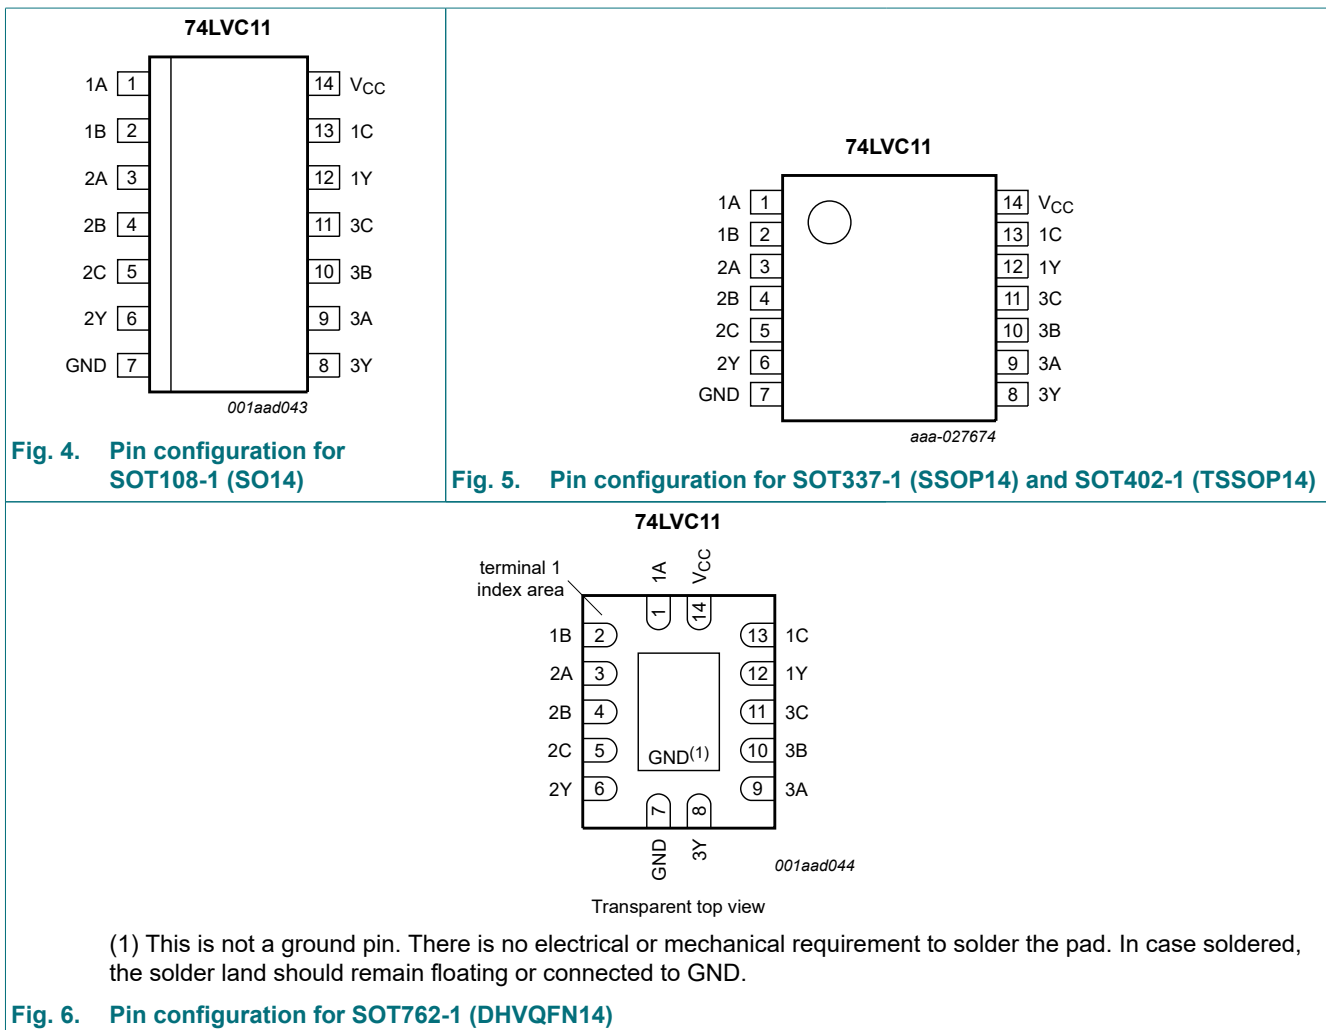 74LVC11
1A 1 14 VCC
1B 2 13 1C
2A 3 12 1Y
2B 4 11 3C
2C 5 10 3B
2Y 6 9 3A
GND 7 8 3Y
001aad043
Fig. 4. Pin configuration for
SOT108-1 (SO14)
74LVC11
1A 1 14 VCC
1B 2 13 1C
2A 3 12 1Y
2B 4 11 3C
2C 5 10 3B
2Y 6 9 3A
GND 7 8 3Y
aaa-027674
Fig. 5. Pin configuration for SOT337-1 (SSOP14) and SOT402-1 (TSSOP14)
74LVC11
terminal 1
index area
1A VCC
1 14
1B 2 13 1C
2A 3 12 1Y
2B 4 11 3C
2C 5 10 3B
GND(1)
2Y 6 9 3A
7 8
GND 3Y
001aad044
Transparent top view
(1) This is not a ground pin. There is no electrical or mechanical requirement to solder the pad. In case soldered,
the solder land should remain floating or connected to GND.
Fig. 6. Pin configuration for SOT762-1 (DHVQFN14)